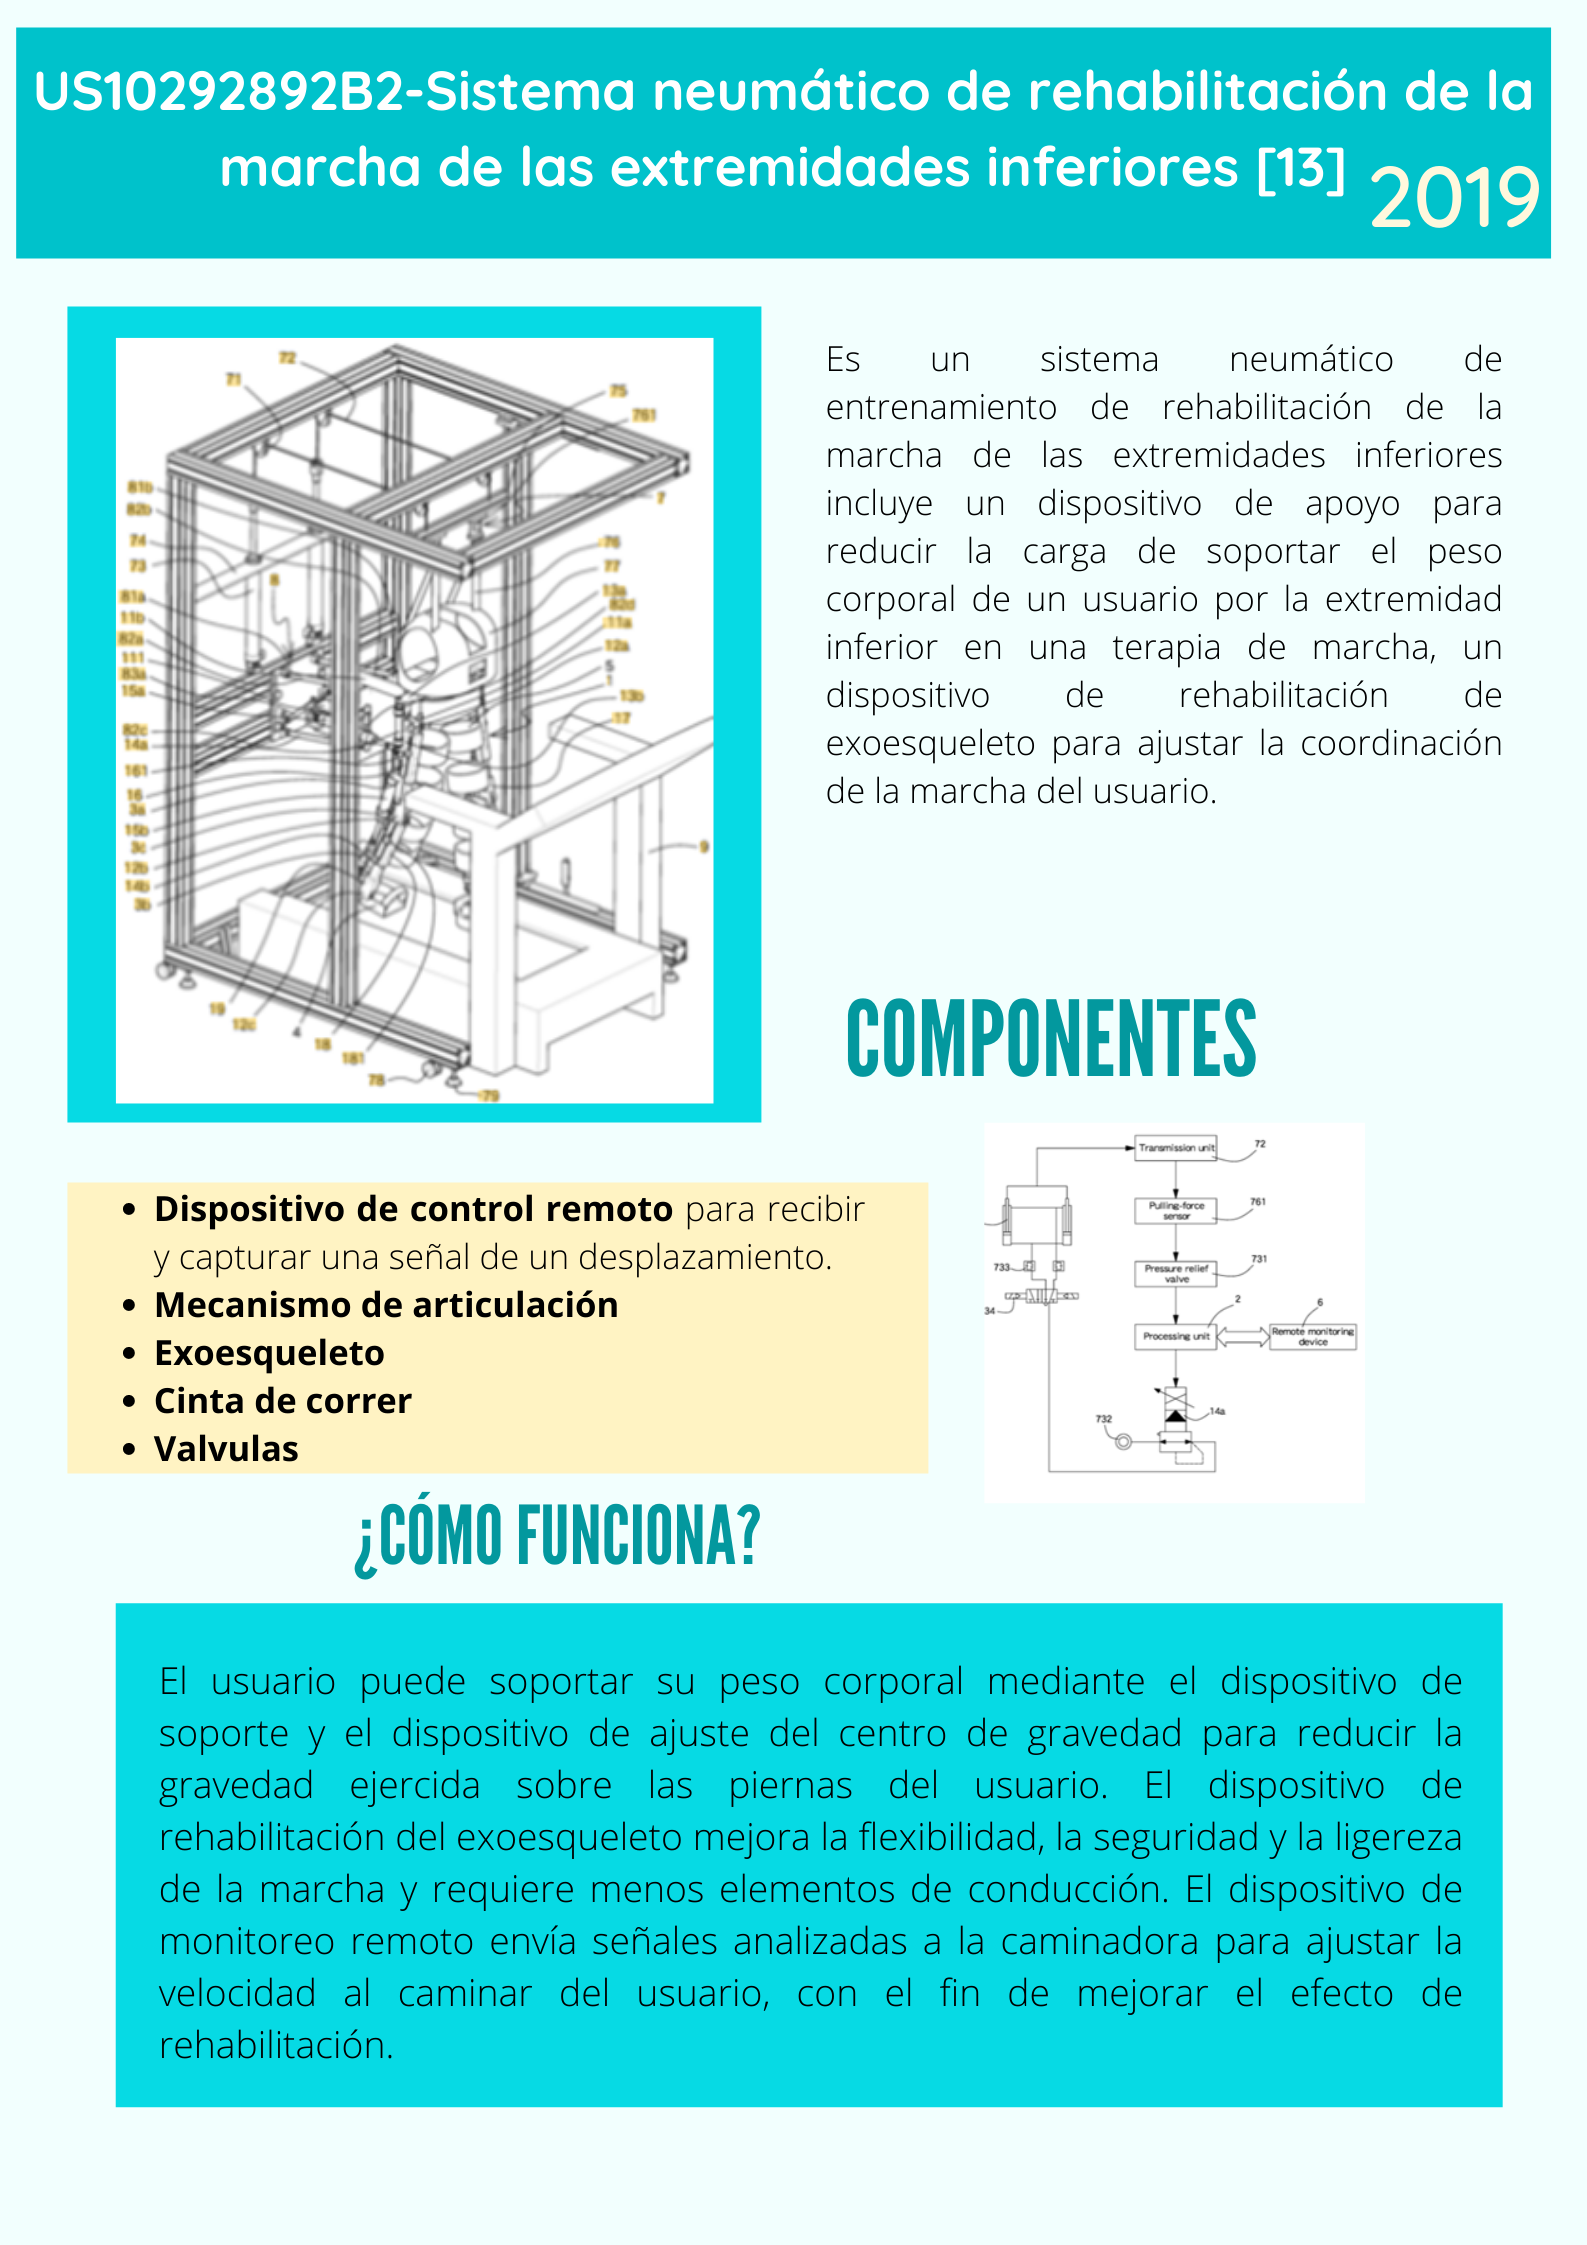 US10292892B2-Sistema neumático de rehabilitación de la
marcha de las extremidades inferiores [13]
2019
72
71
75
761
81b
82b
7
74
73
8
76
77
13a
82d
11a
12a
5
1
13b
17
81a
11b
82a
111
83a
15a
82c
14a
161
16
3a
15b
3c
12b
14b
3b
9
19
12c
4
18
181
78
79
Es un sistema neumático de
entrenamiento de rehabilitación de la
marcha de las extremidades inferiores
incluye un dispositivo de apoyo para
reducir la carga de soportar el peso
corporal de un usuario por la extremidad
inferior en una terapia de marcha, un
dispositivo de rehabilitación de
exoesqueleto para ajustar la coordinación
de la marcha del usuario.
COMPONENTES
• Dispositivo de control remoto para recibir
y capturar una señal de un desplazamiento.
• Mecanismo de articulación
• Exoesqueleto
• Cinta de correr
• Valvulas
Transmission unit
72
Pulling-force
sensor
761
Pressure relief
valve
731
733
34
Processing unit
2
Remote monitoring
device
6
14a
732
¿CÓMO FUNCIONA?
El usuario puede soportar su peso corporal mediante el dispositivo de
soporte y el dispositivo de ajuste del centro de gravedad para reducir la
gravedad ejercida sobre las piernas del usuario. El dispositivo de
rehabilitación del exoesqueleto mejora la flexibilidad, la seguridad y la ligereza
de la marcha y requiere menos elementos de conducción. El dispositivo de
monitoreo remoto envía señales analizadas a la caminadora para ajustar la
velocidad al caminar del usuario, con el fin de mejorar el efecto de
rehabilitación.